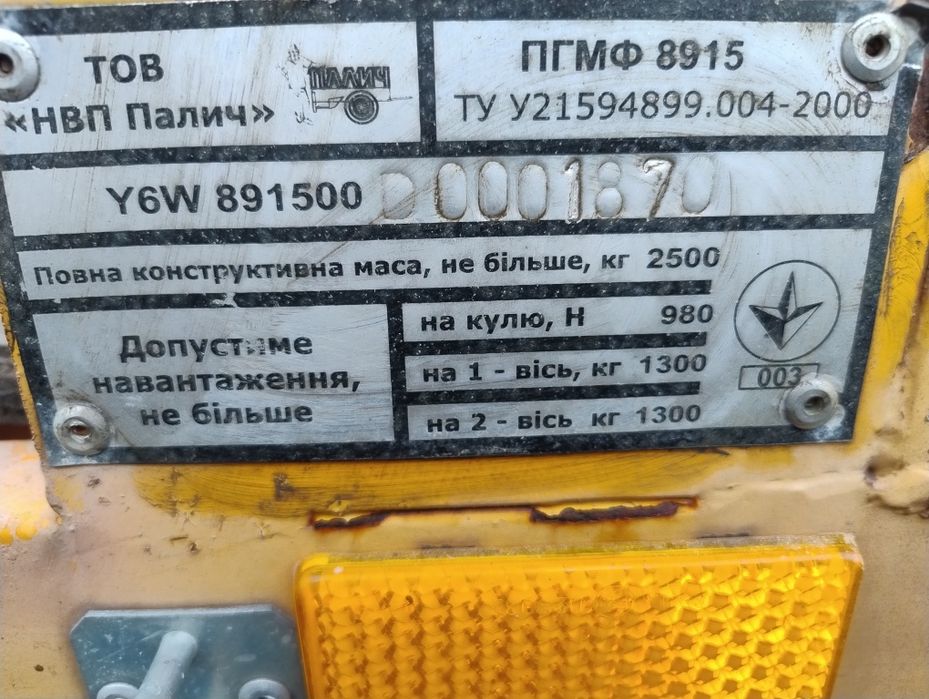 ТОВ
«НВП Палич»
ПАЛИЧ
ПГМФ 8915
ТУ У21594899.004-2000
Y6W 891500 D0001870
Повна конструктивна маса, не більше, кг 2500
Допустиме
навантаження,
не більше
на кулю, Н 980
на 1 - вісь, кг 1300
на 2 - вісь кг 1300
003